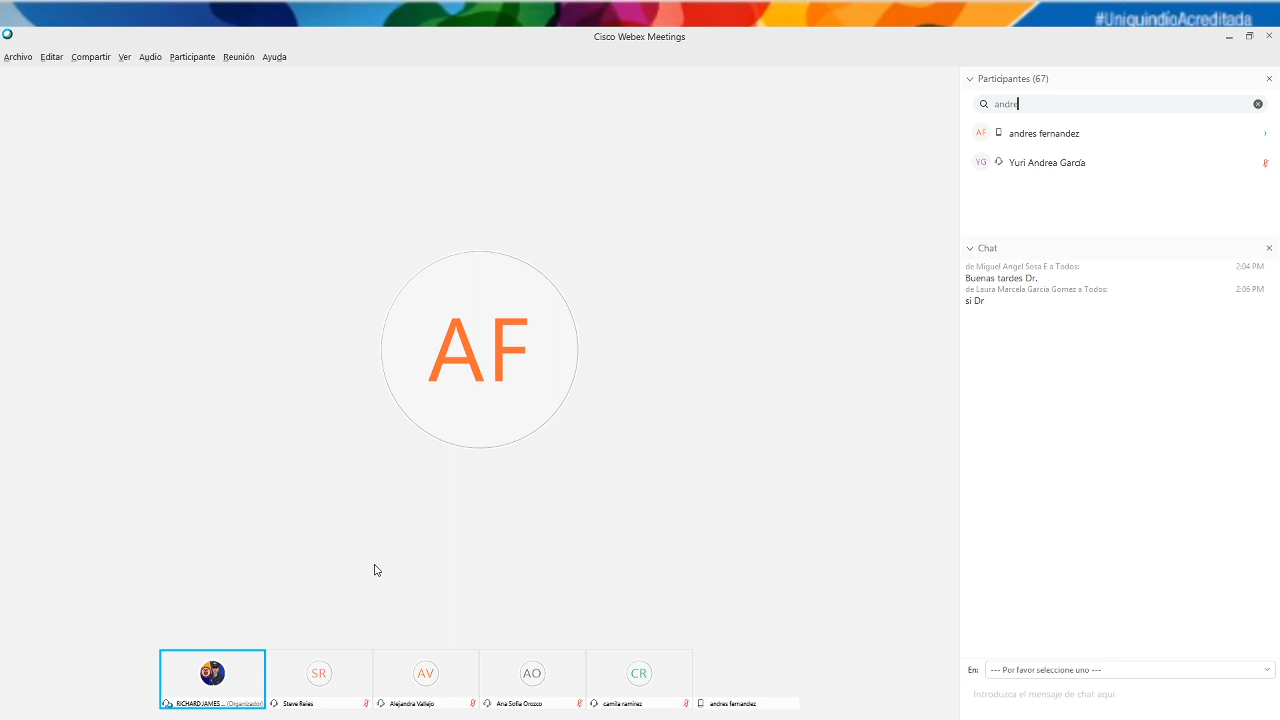 #UniquindíoAcreditada
Cisco Webex Meetings
Archivo Editar Compartir Ver Audio Participante Reunión Ayuda
Participantes (67)
andre
AF andres fernandez
YG Yuri Andrea García
Chat
de Miguel Angel Sosa E a Todos: 2:04 PM
Buenas tardes Dr.
de Laura Marcela Garcia Gomez a Todos: 2:06 PM
si Dr
AF
SR AV AO CR
RICHARD JAMES ... (Organizador) Steve Reies Alejandra Vallejo Ana Sofía Orozco camila ramirez andres fernandez
En: --- Por favor seleccione uno ---
Introduzca el mensaje de chat aquí